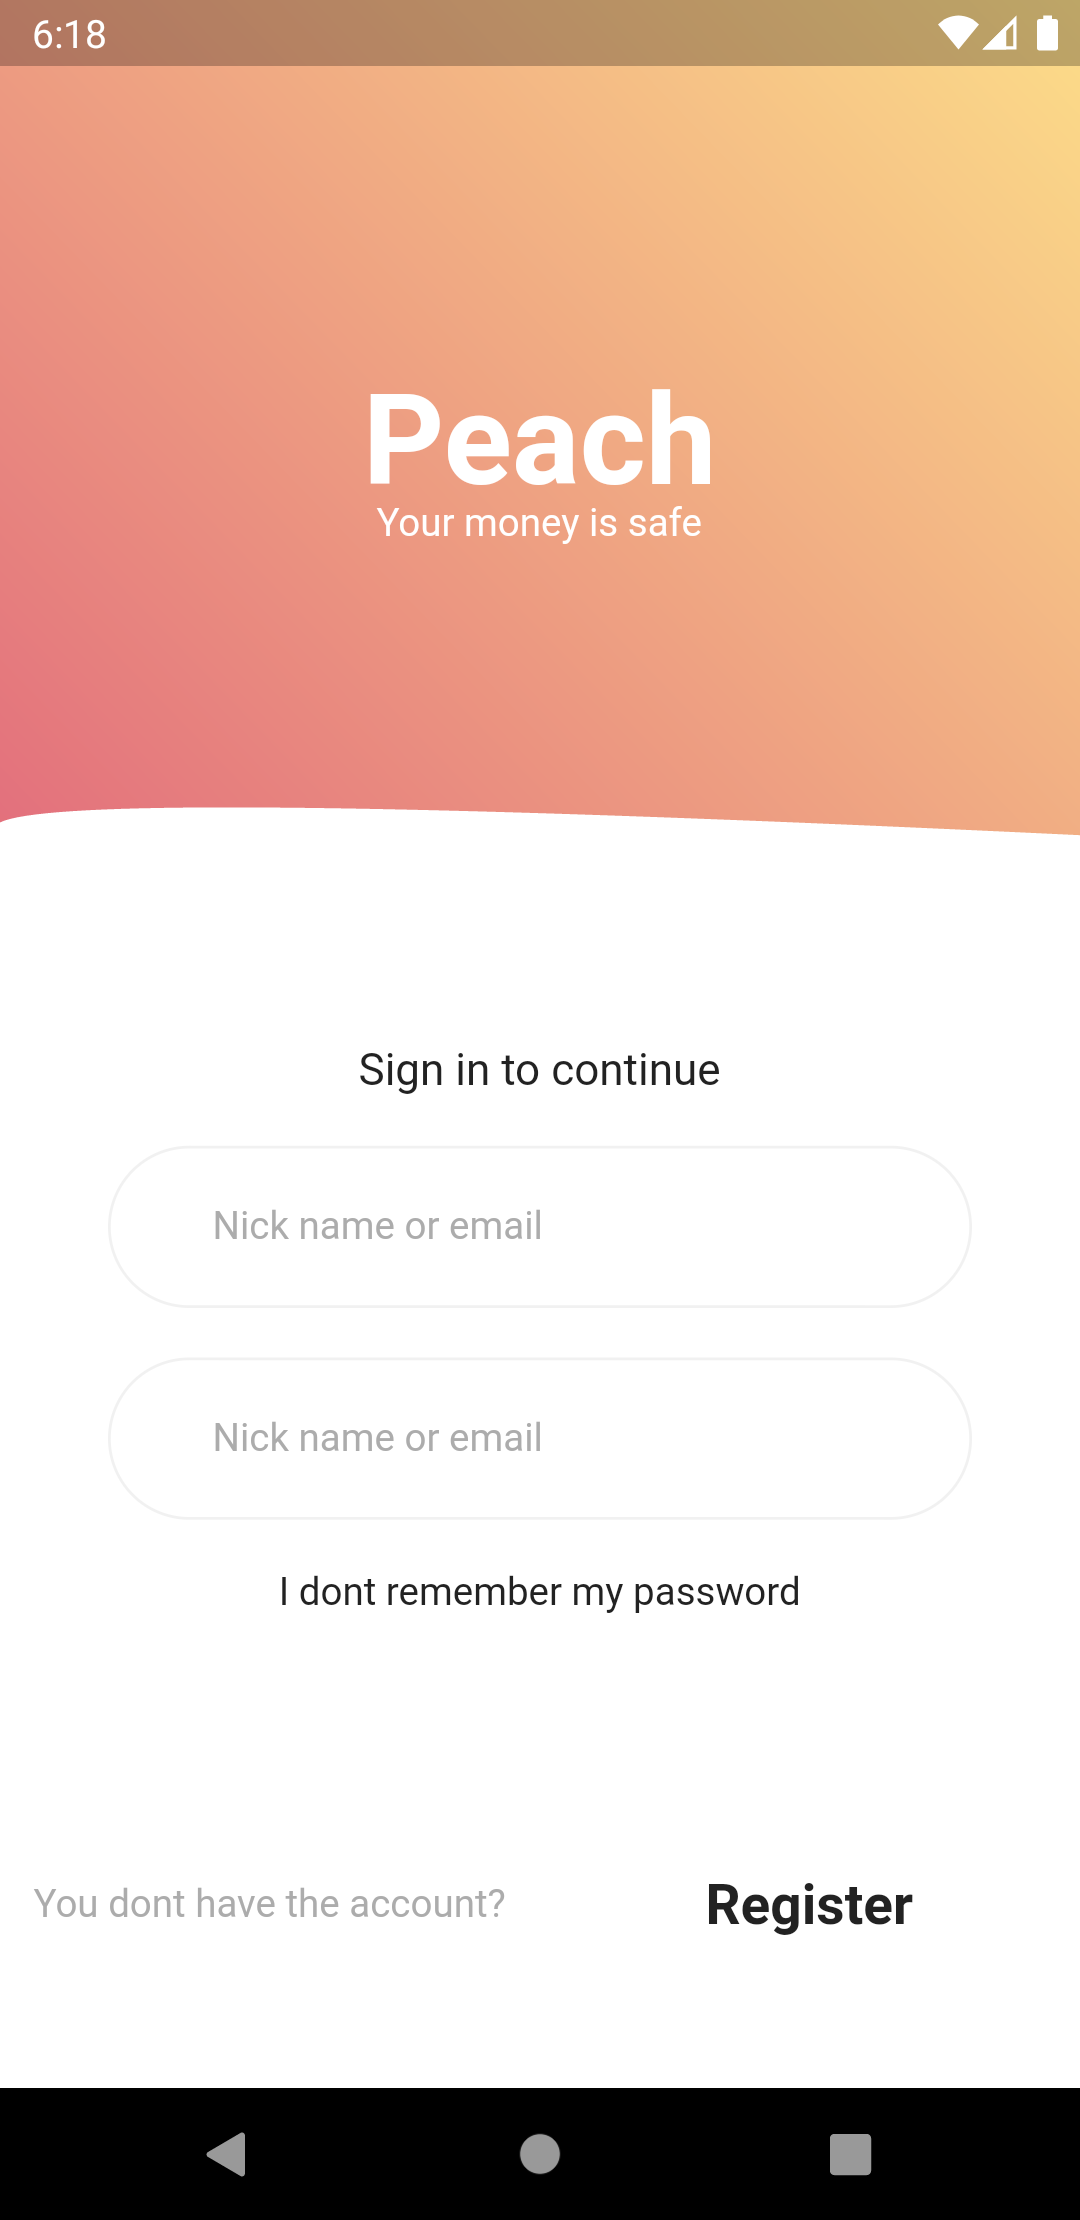 6:18
Peach
Your money is safe
Sign in to continue
Nick name or email
Nick name or email
I dont remember my password
You dont have the account?
Register